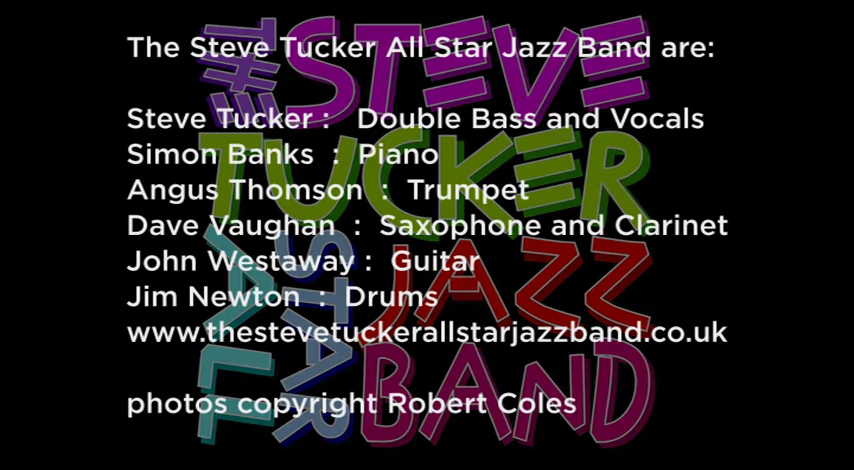 The Steve Tucker All Star Jazz Band are:
Steve Tucker : Double Bass and Vocals
Simon Banks : Piano
Angus Thomson : Trumpet
Dave Vaughan : Saxophone and Clarinet
John Westaway : Guitar
Jim Newton : Drums
www.thestevetuckerallstarjazzband.co.uk
photos copyright Robert Coles
THE STEVE
TUCKER
ALL STAR JAZZ
BAND